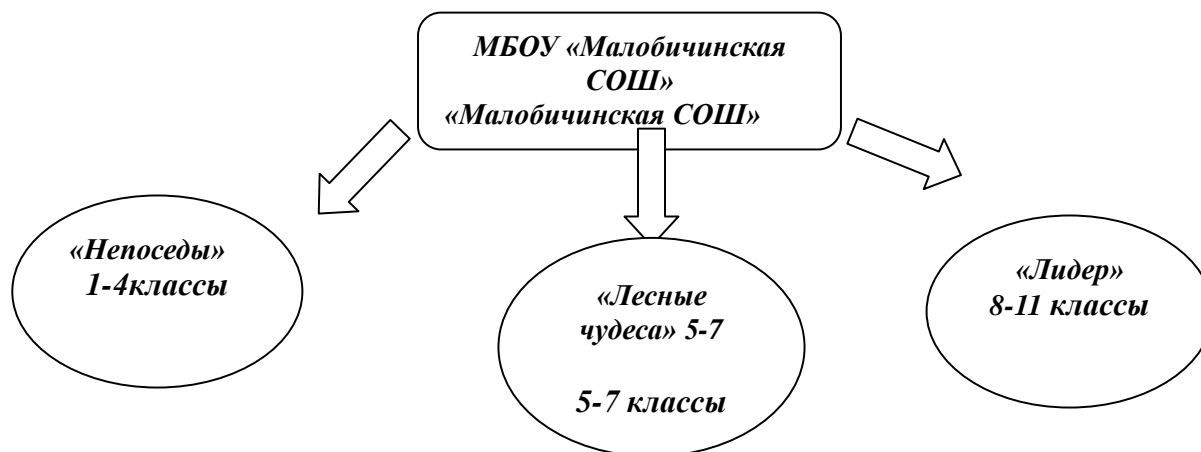 МБОУ «Малобичинская
СОШ»
«Малобичинская СОШ»
«Непоседы»
1-4классы
«Лесные
чудеса» 5-7
5-7 классы
«Лидер»
8-11 классы